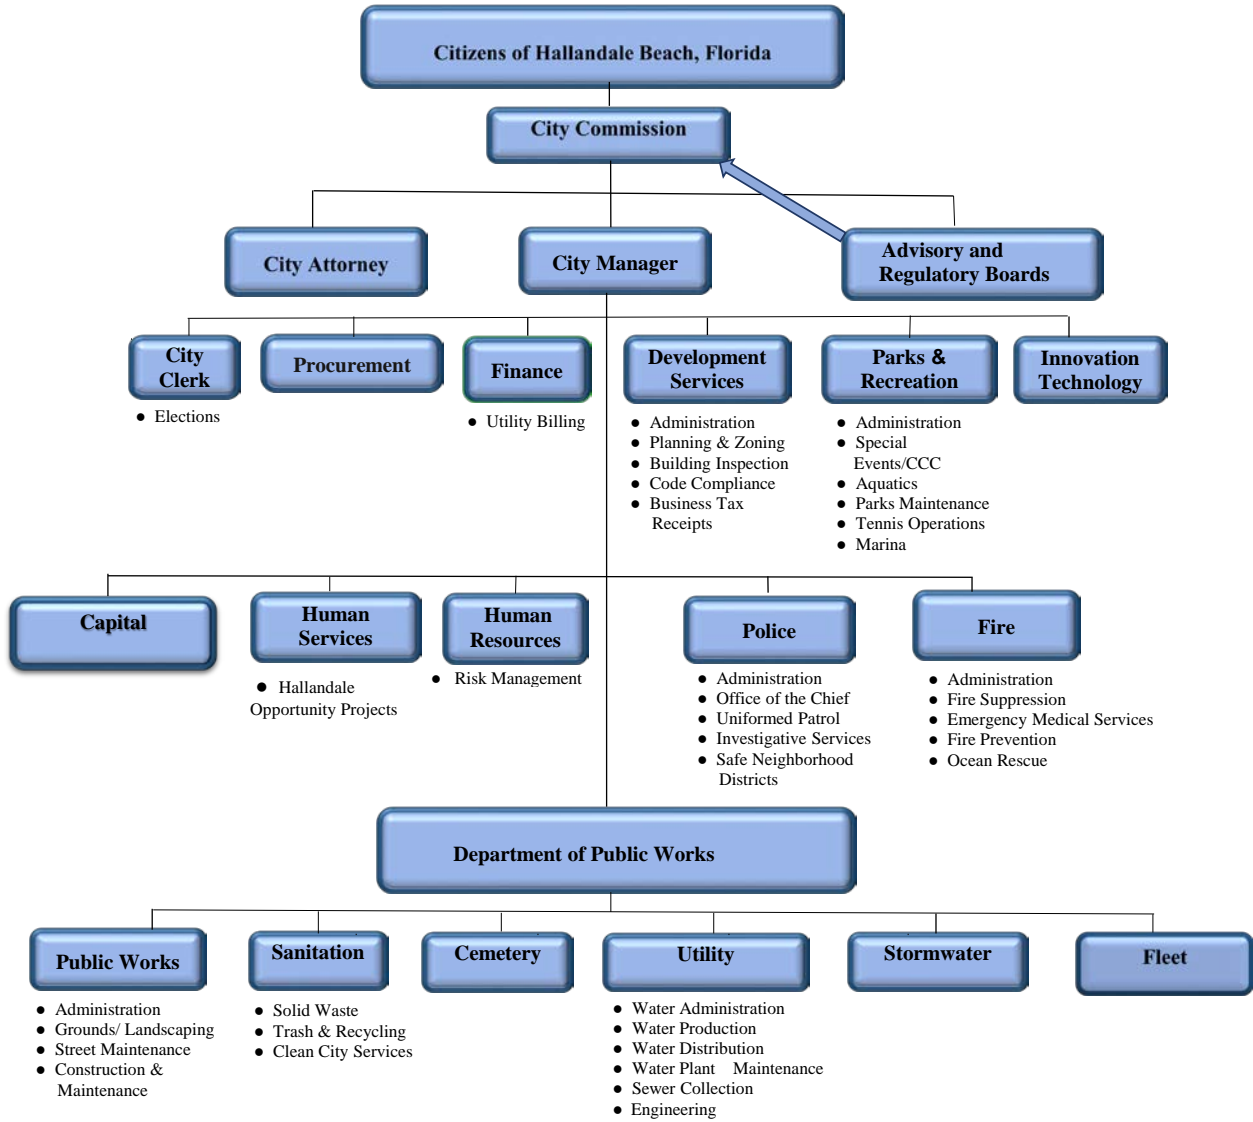 Citizens of Hallandale Beach, Florida
City Commission
City Attorney
City Manager
Advisory and
Regulatory Boards
City
Clerk
● Elections
Procurement
Finance
● Utility Billing
Development
Services
● Administration
● Planning & Zoning
● Building Inspection
● Code Compliance
● Business Tax
Receipts
Parks &
Recreation
● Administration
● Special
Events/CCC
● Aquatics
● Parks Maintenance
● Tennis Operations
● Marina
Innovation
Technology
Capital
Human
Services
● Hallandale
Opportunity Projects
Human
Resources
● Risk Management
Police
● Administration
● Office of the Chief
● Uniformed Patrol
● Investigative Services
● Safe Neighborhood
Districts
Fire
● Administration
● Fire Suppression
● Emergency Medical Services
● Fire Prevention
● Ocean Rescue
Department of Public Works
Public Works
● Administration
● Grounds/ Landscaping
● Street Maintenance
● Construction &
Maintenance
Sanitation
● Solid Waste
● Trash & Recycling
● Clean City Services
Cemetery
Utility
● Water Administration
● Water Production
● Water Distribution
● Water Plant Maintenance
● Sewer Collection
● Engineering
Stormwater
Fleet